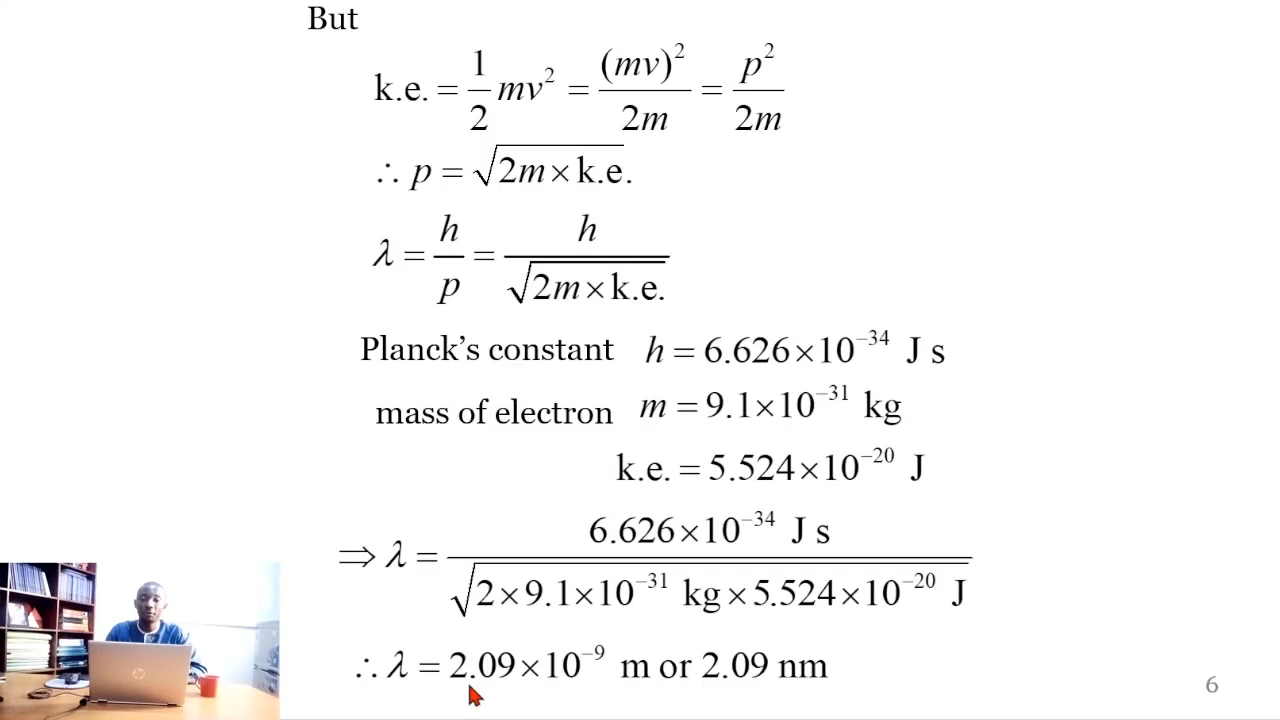 But
k.e. = 1/2 mv² = (mv)²/2m = p²/2m
∴ p = √(2m × k.e.)
λ = h/p = h/√(2m × k.e.)
Planck’s constant h = 6.626×10⁻³⁴ J s
mass of electron m = 9.1×10⁻³¹ kg
k.e. = 5.524×10⁻²⁰ J
⇒ λ = 6.626×10⁻³⁴ J s / √(2×9.1×10⁻³¹ kg×5.524×10⁻²⁰ J)
∴ λ = 2.09×10⁻⁹ m or 2.09 nm
6